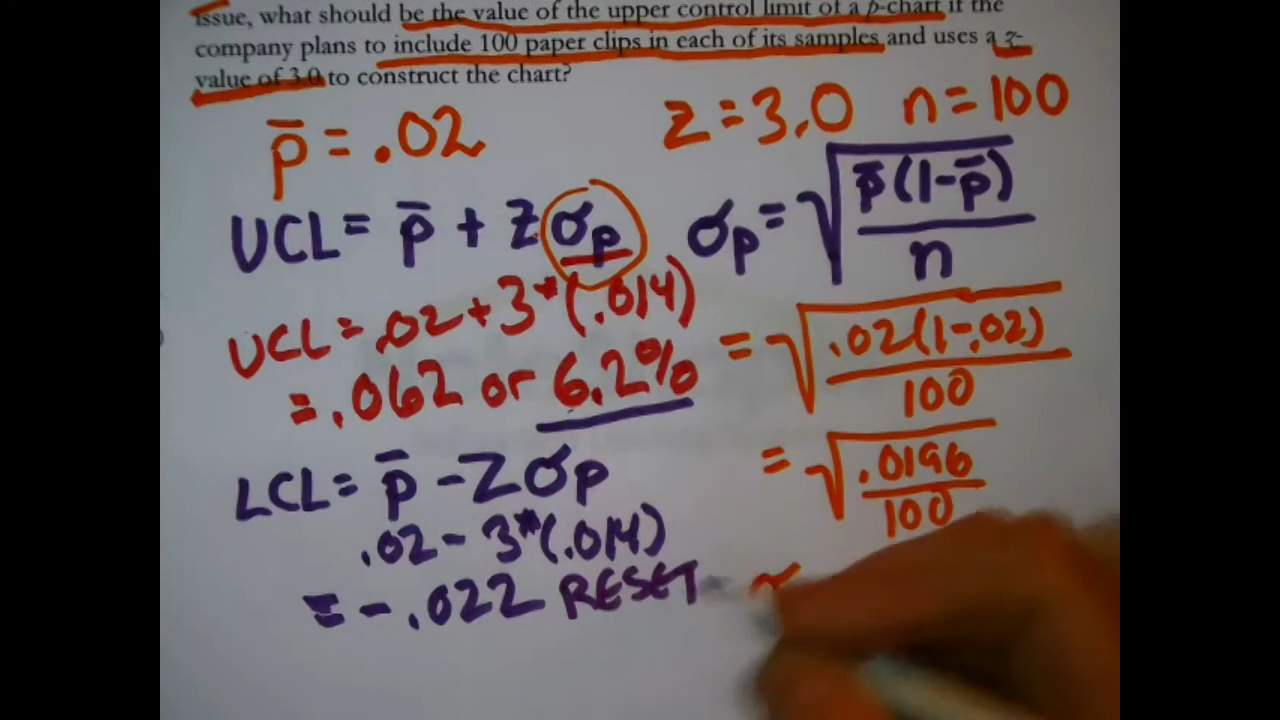 issue, what should be the value of the upper control limit of a p-chart if the
company plans to include 100 paper clips in each of its samples and uses a z-
value of 3.0 to construct the chart?
p̄ = .02 z = 3.0 n = 100
UCL = p̄ + zσp σp = √p̄(1-p̄)/n
UCL = .02 + 3*(.014) = √.02(1-.02)/100
= .062 or 6.2%
LCL = p̄ - zσp = √.0196/100
.02 - 3*(.014)
= -.022 RESET